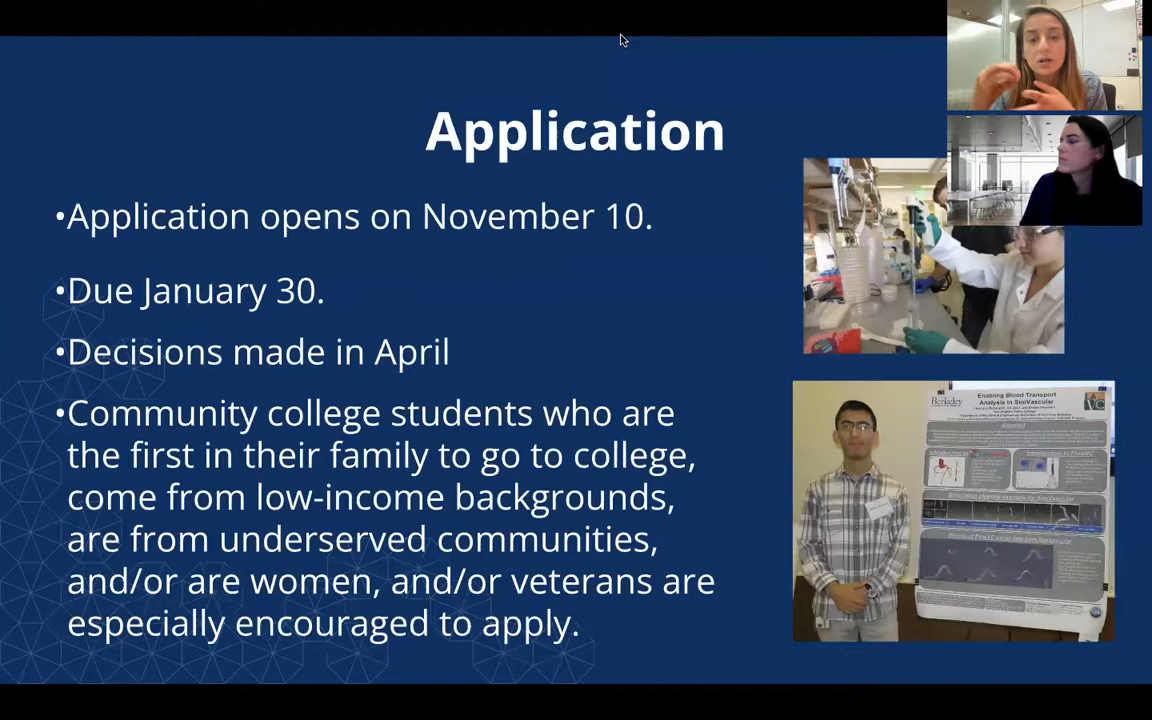 Application
•Application opens on November 10.
•Due January 30.
•Decisions made in April
•Community college students who are
the first in their family to go to college,
come from low-income backgrounds,
are from underserved communities,
and/or are women, and/or veterans are
especially encouraged to apply.
Berkeley
Enabling Blood Transport
Analysis in SimVascular
Abstract